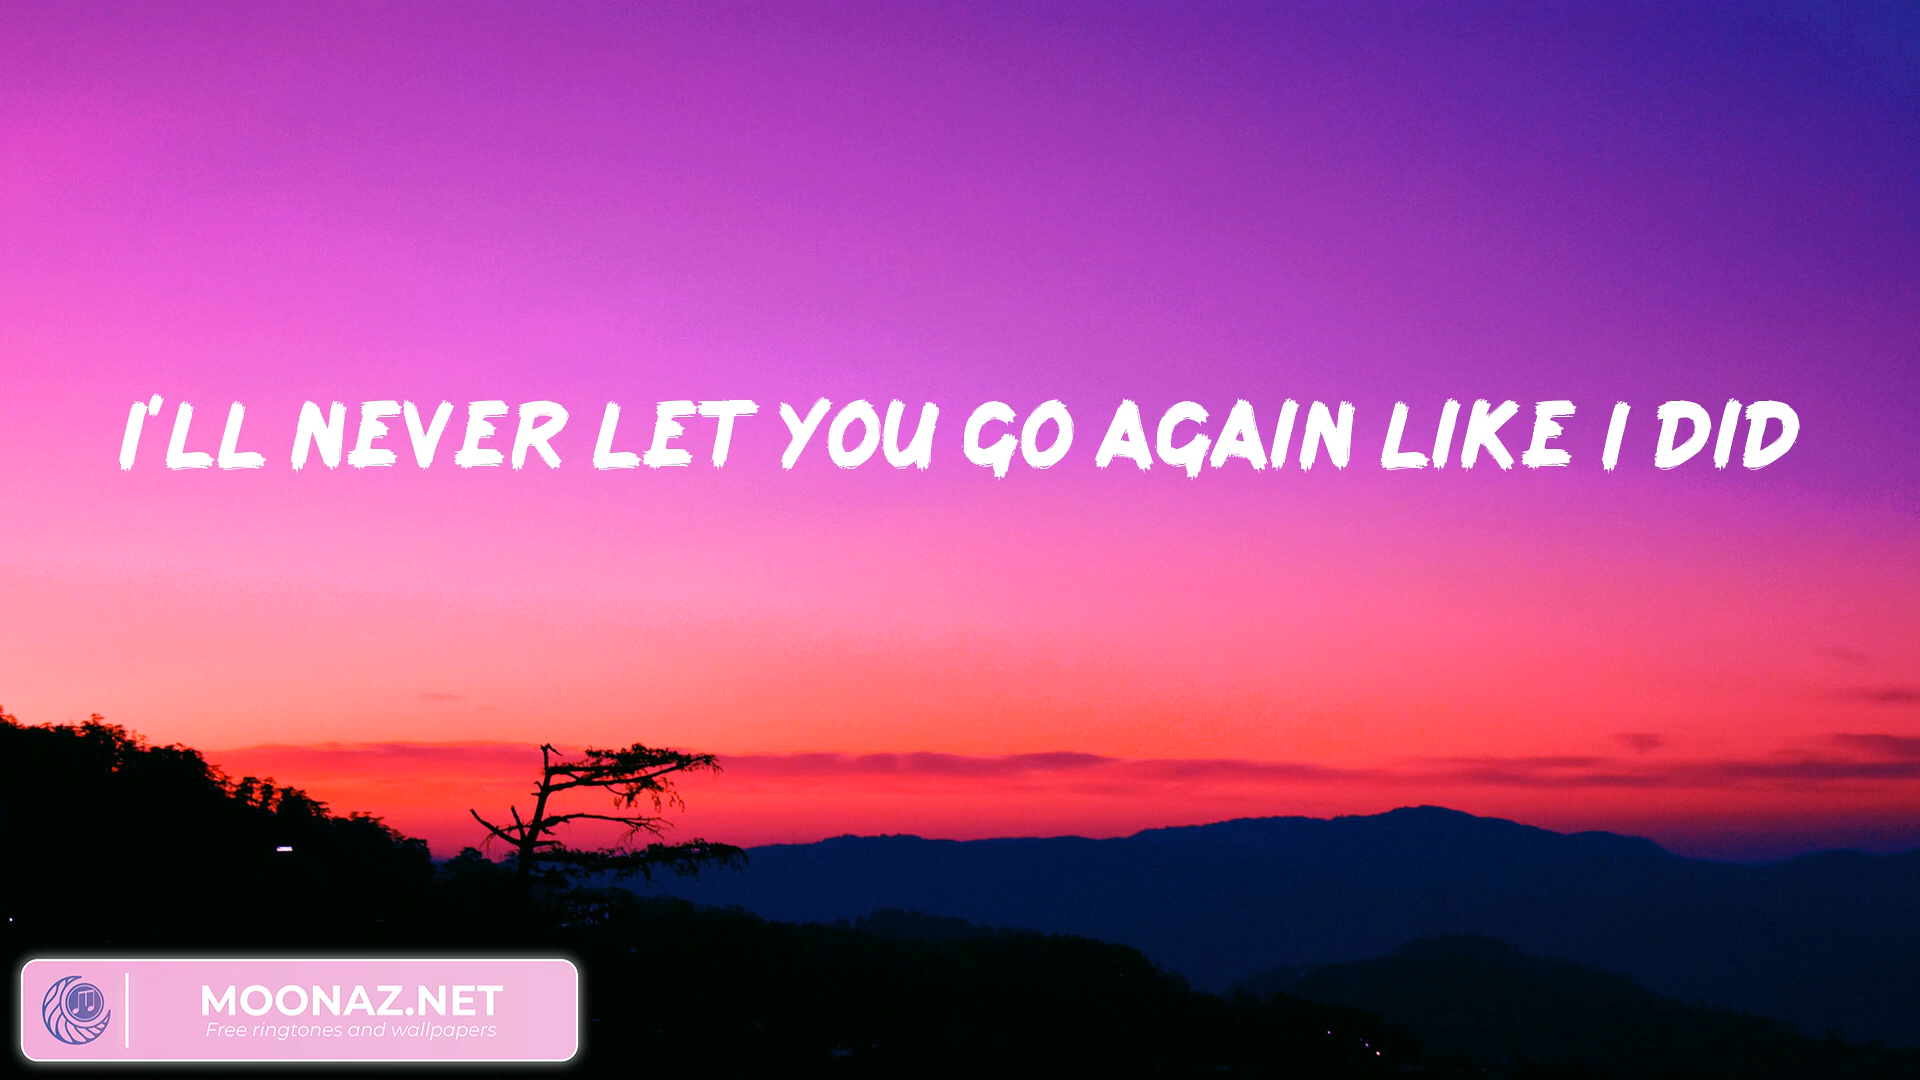 I'LL NEVER LET YOU GO AGAIN LIKE I DID
MOONAZ.NET
Free ringtones and wallpapers